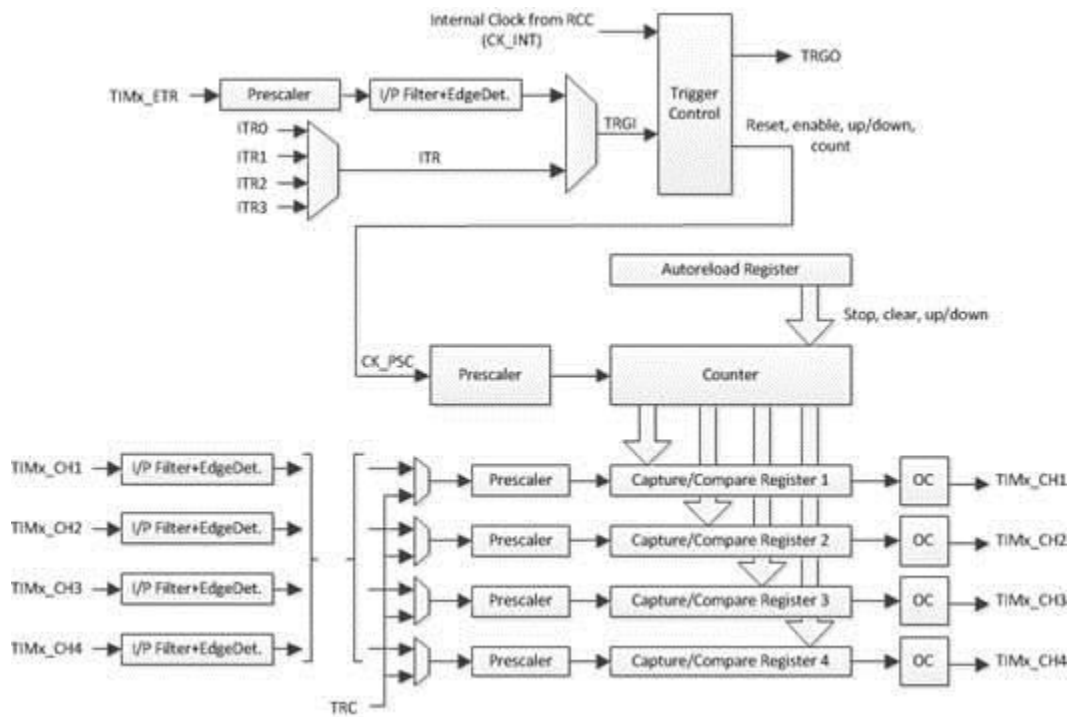 Internal Clock from RCC
(CK_INT)
TRGO
TIMx_ETR
Prescaler
I/P Filter+EdgeDet.
Trigger
Control
TRGI
Reset, enable, up/down,
count
ITR0
ITR1
ITR2
ITR3
ITR
Autoreload Register
Stop, clear, up/down
CK_PSC
Prescaler
Counter
TIMx_CH1
I/P Filter+EdgeDet.
Prescaler
Capture/Compare Register 1
OC
TIMx_CH1
TIMx_CH2
I/P Filter+EdgeDet.
Prescaler
Capture/Compare Register 2
OC
TIMx_CH2
TIMx_CH3
I/P Filter+EdgeDet.
Prescaler
Capture/Compare Register 3
OC
TIMx_CH3
TIMx_CH4
I/P Filter+EdgeDet.
Prescaler
Capture/Compare Register 4
OC
TIMx_CH4
TRC